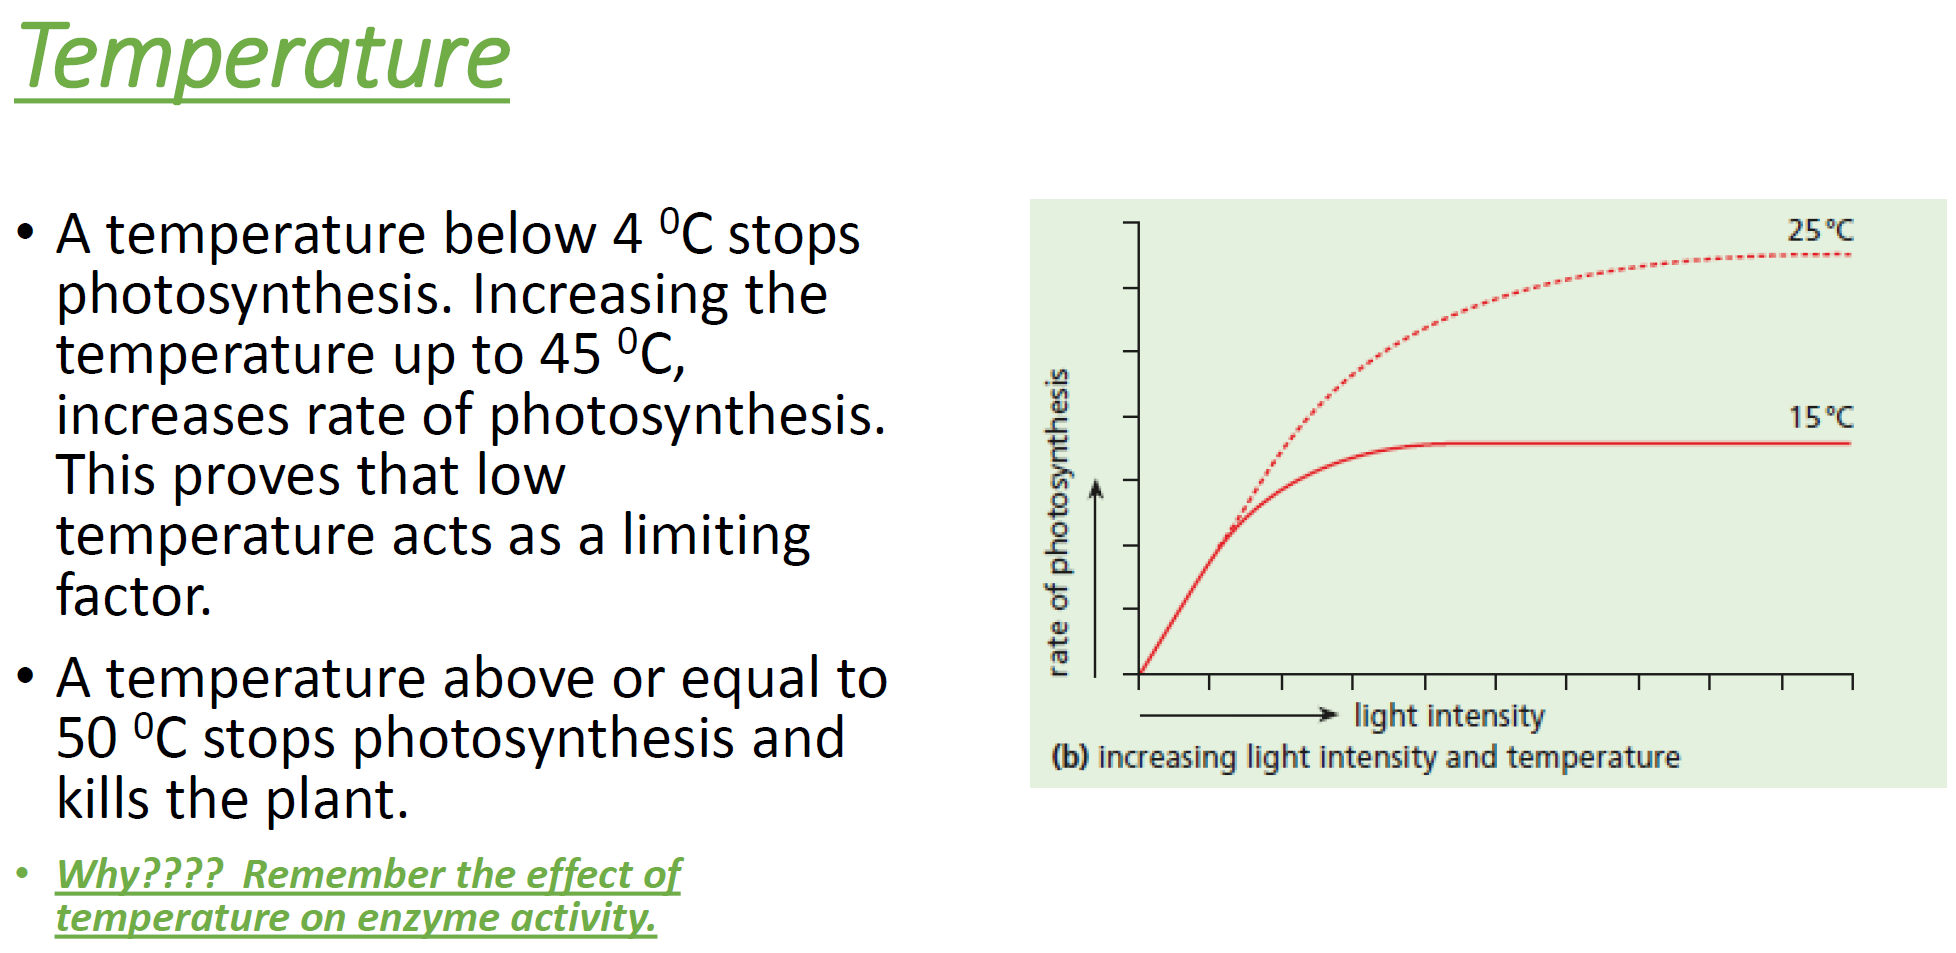 Temperature
• A temperature below 4 ⁰C stops
photosynthesis. Increasing the
temperature up to 45 ⁰C,
increases rate of photosynthesis.
This proves that low
temperature acts as a limiting
factor.
• A temperature above or equal to
50 ⁰C stops photosynthesis and
kills the plant.
• Why???? Remember the effect of
temperature on enzyme activity.
25 °C
15 °C
rate of photosynthesis
light intensity
(b) increasing light intensity and temperature